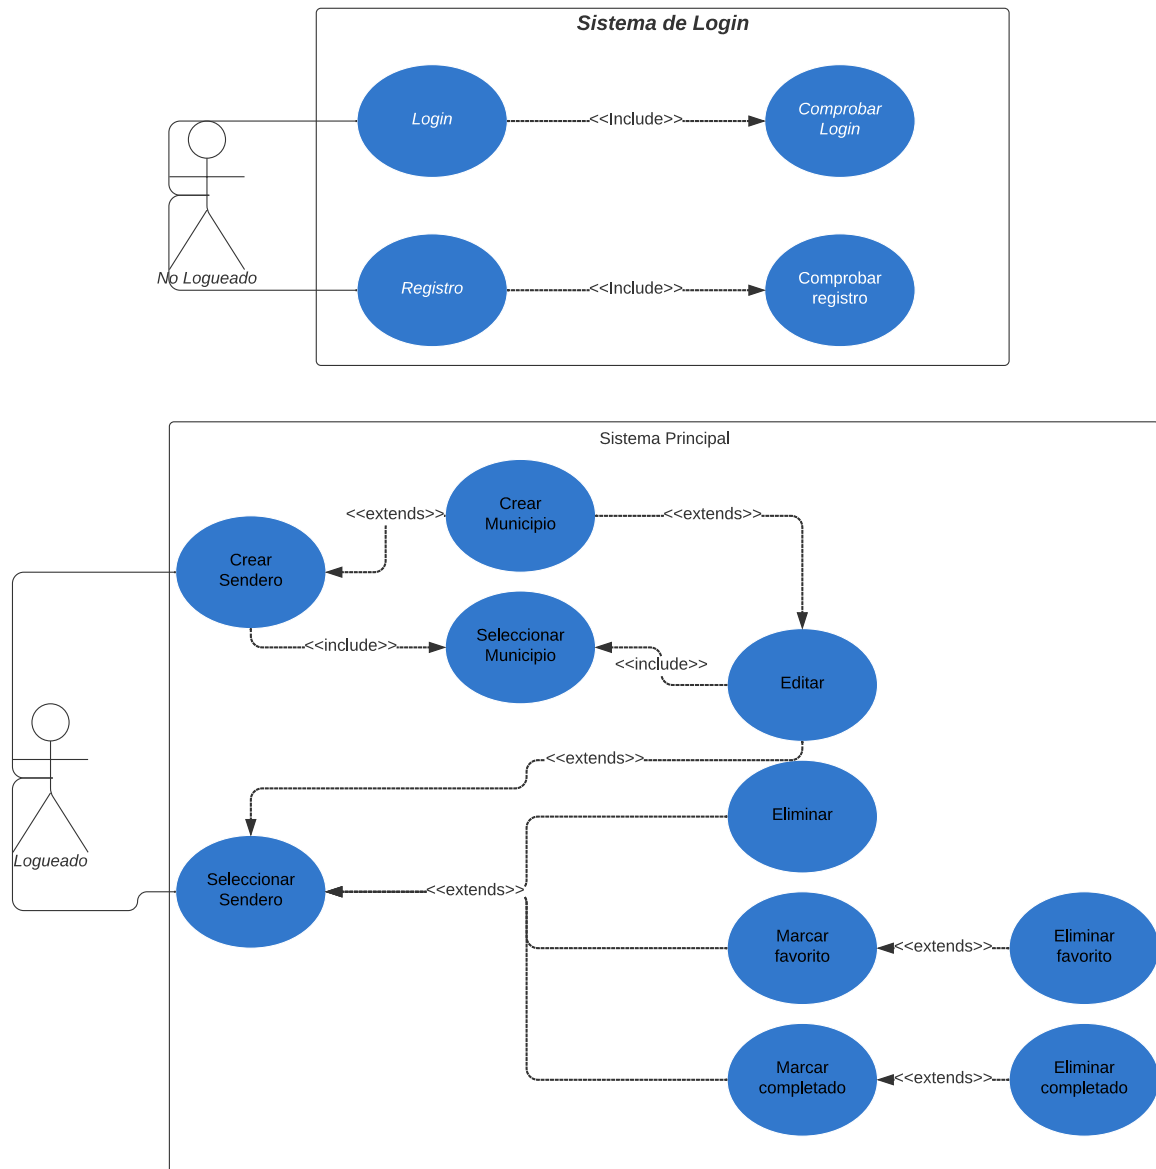 Sistema de Login
Login
<<Include>>
Comprobar
Login
No Logueado
Registro
<<Include>>
Comprobar
registro
Sistema Principal
Crear
Municipio
<<extends>>
<<extends>>
Crear
Sendero
Seleccionar
Municipio
<<include>>
<<include>>
Editar
<<extends>>
Eliminar
Logueado
Seleccionar
Sendero
<<extends>>
Marcar
favorito
<<extends>>
Eliminar
favorito
Marcar
completado
<<extends>>
Eliminar
completado